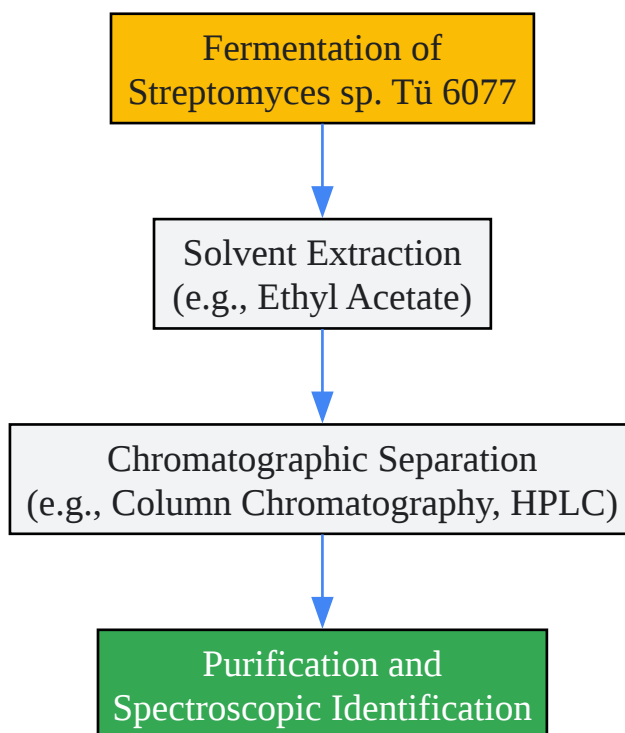 Fermentation of
Streptomyces sp. Tü 6077
Solvent Extraction
(e.g., Ethyl Acetate)
Chromatographic Separation
(e.g., Column Chromatography, HPLC)
Purification and
Spectroscopic Identification